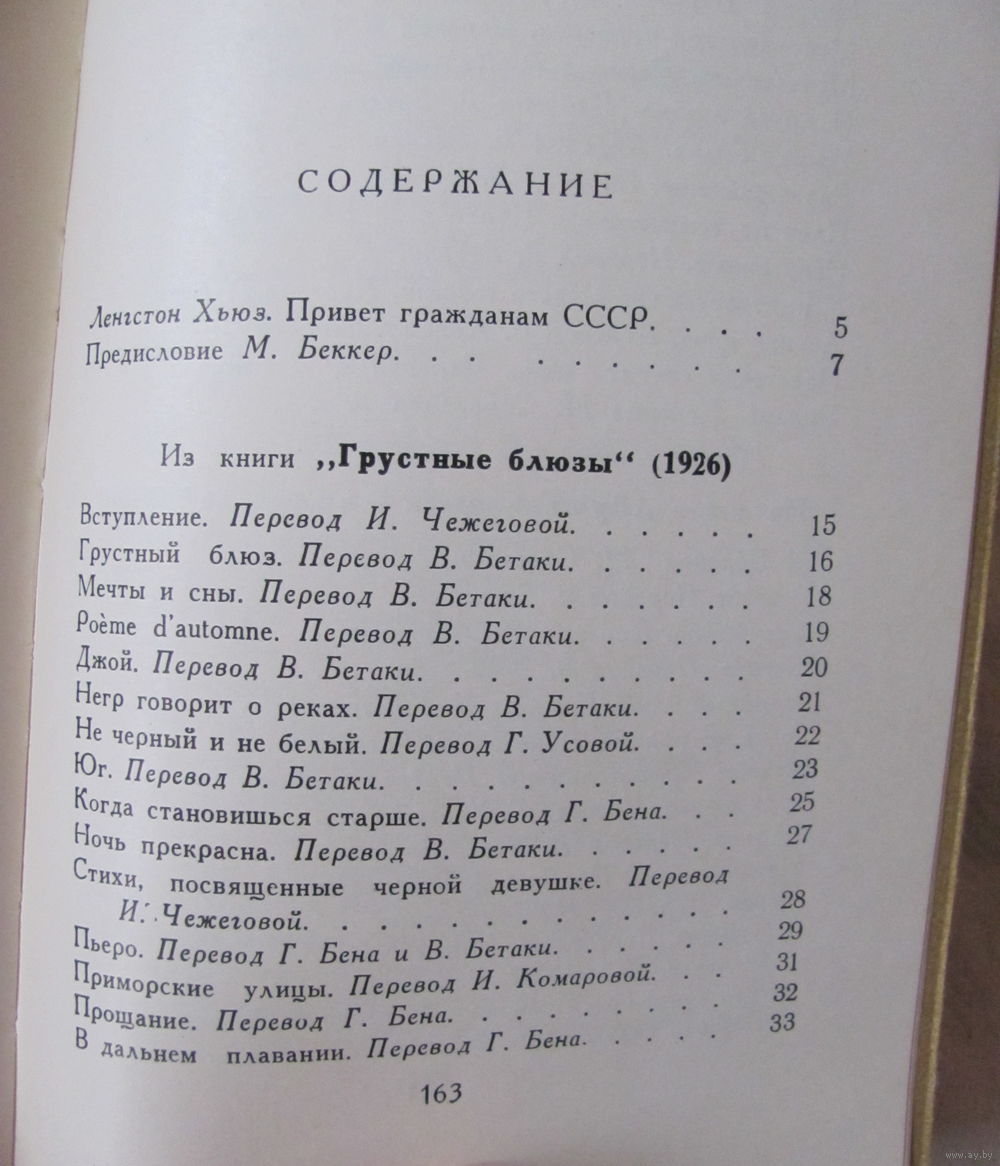 СОДЕРЖАНИЕ
Ленгстон Хьюз. Привет гражданам СССР. . . . 5
Предисловие М. Беккер. . . . . . . . . 7
Из книги „Грустные блюзы“ (1926)
Вступление. Перевод И. Чежеговой. . . . . . 15
Грустный блюз. Перевод В. Бетаки. . . . . . 16
Мечты и сны. Перевод В. Бетаки. . . . . . . 18
Poème d'automne. Перевод В. Бетаки. . . . . . 19
Джой. Перевод В. Бетаки. . . . . . . . . . 20
Негр говорит о реках. Перевод В. Бетаки. . . . 21
Не черный и не белый. Перевод Г. Усовой. . . . 22
Юг. Перевод В. Бетаки. . . . . . . . . . . 23
Когда становишься старше. Перевод Г. Бена. . . 25
Ночь прекрасна. Перевод В. Бетаки. . . . . . 27
Стихи, посвященные черной девушке. Перевод
И. Чежеговой. . . . . . . . . . . . 28
Пьеро. Перевод Г. Бена и В. Бетаки. . . . . . 29
Приморские улицы. Перевод И. Комаровой. . . 31
Прощание. Перевод Г. Бена. . . . . . . . . 32
В дальнем плавании. Перевод Г. Бена. . . . . 33
163
www.ay.by